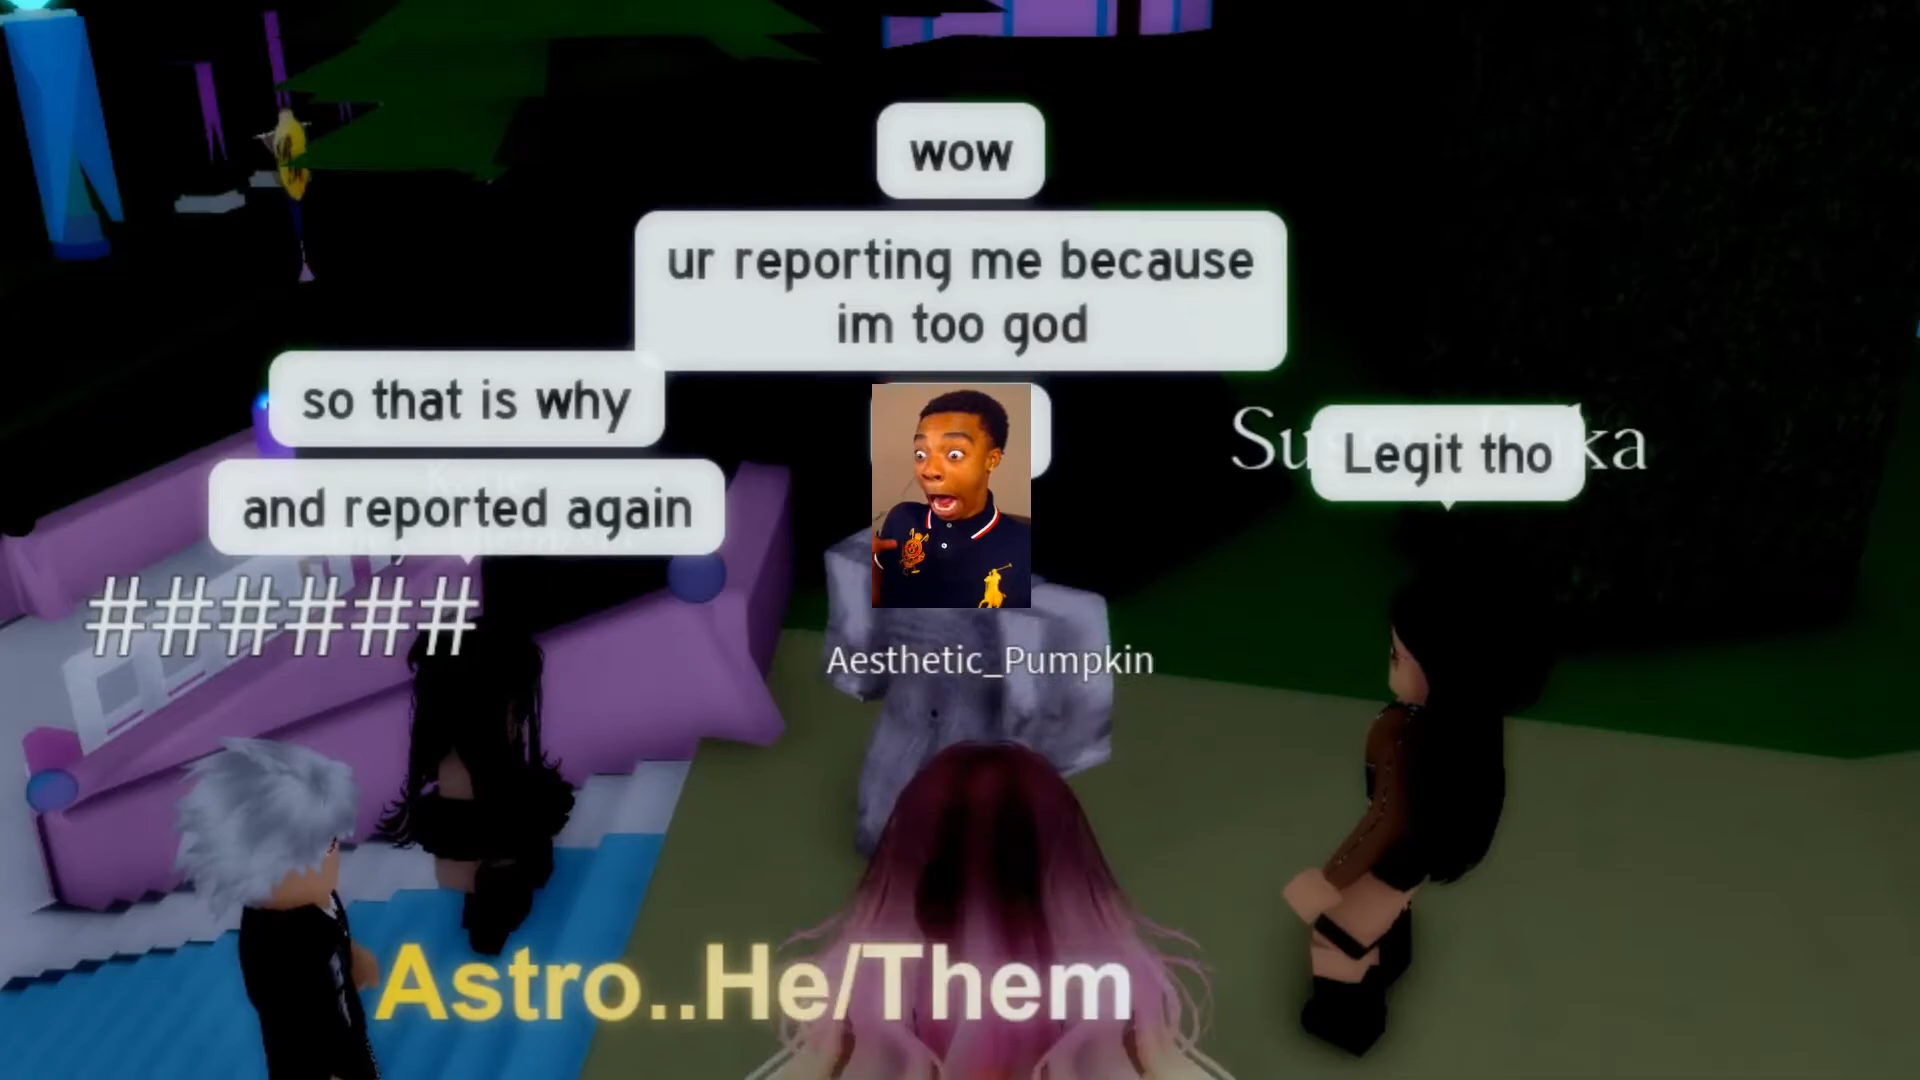 wow
ur reporting me because
im too god
so that is why
and reported again
Legit tho
######
Aesthetic_Pumpkin
Astro..He/Them